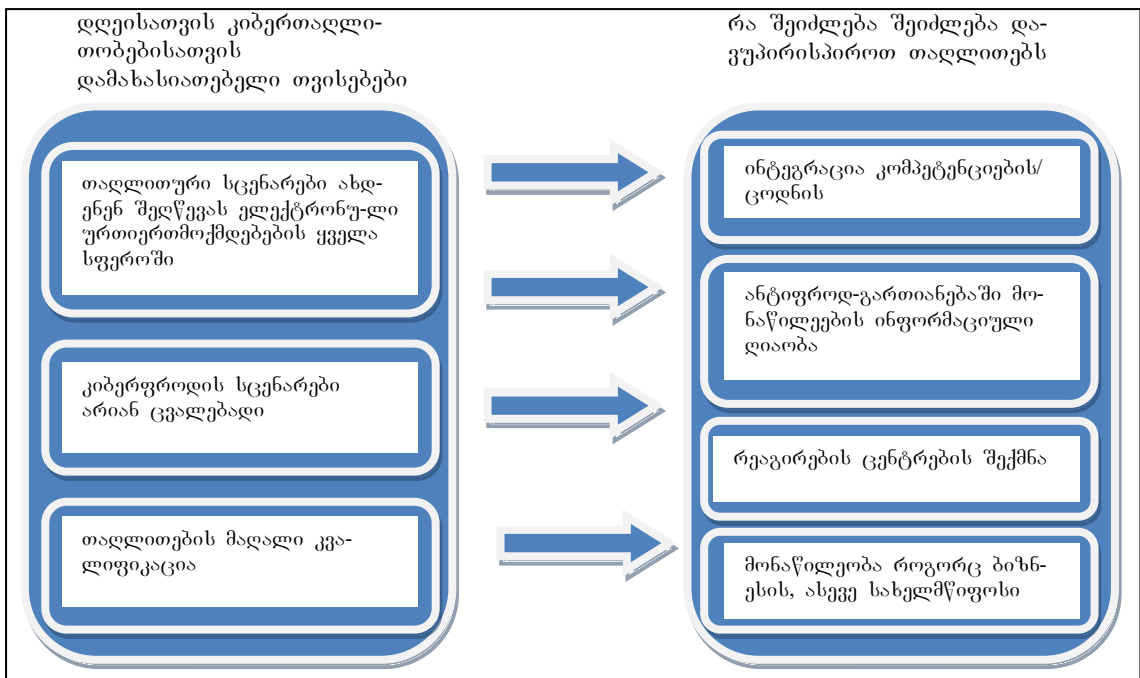 დღეისათვის კიბერთაღლი-
თობებისათვის
დამახასიათებელი თვისებები
თაღლითური სცენარები ახდ-
ენენ შეღწევას ელექტრონუ-ლი
ურთიერთმოქმდებების ყველა
სფეროში
კიბერფროდის სცენარები
არიან ცვალებადი
თაღლითების მაღალი კვა-
ლიფიკაცია
რა შეიძლება შეიძლება და-
ვუპირისპიროთ თაღლითებს
ინტეგრაცია კომპეტენციების/
ცოდნის
ანტიფროდ-გართიანებაში მო-
ნაწილეების ინფორმაციული
ღიაობა
რეაგირების ცენტრების შექმნა
მონაწილეობა როგორც ბიზნ-
ესის, ასევე სახელმწიფოსი